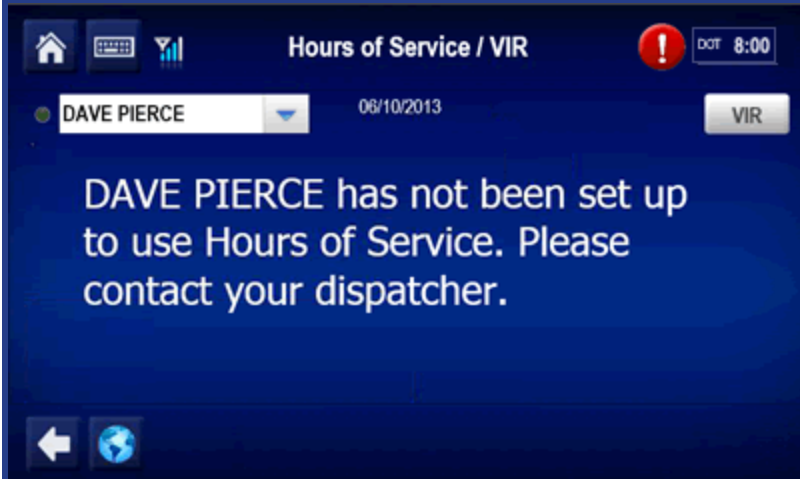 Hours of Service / VIR
DOT 8:00
DAVE PIERCE
06/10/2013
VIR
DAVE PIERCE has not been set up
to use Hours of Service. Please
contact your dispatcher.